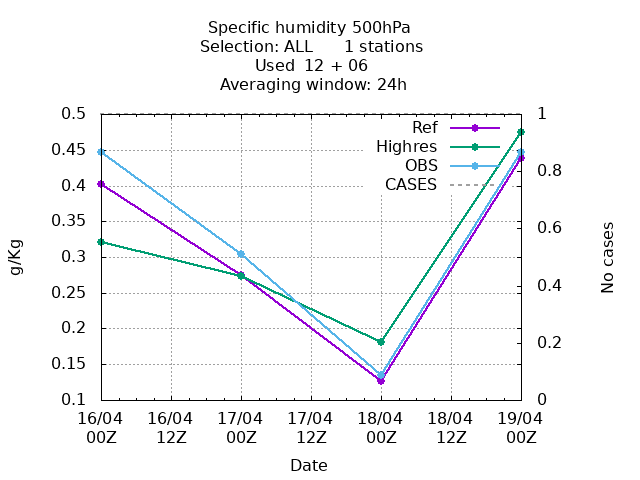 Specific humidity 500hPa
Selection: ALL      1 stations
Used  12 + 06
Averaging window: 24h
0.5
0.45
0.4
0.35
0.3
0.25
0.2
0.15
0.1
g/Kg
Ref
Highres
OBS
CASES
1
0.8
0.6
0.4
0.2
0
No cases
16/04 16/04 17/04 17/04 18/04 18/04 19/04
00Z 12Z 00Z 12Z 00Z 12Z 00Z
Date